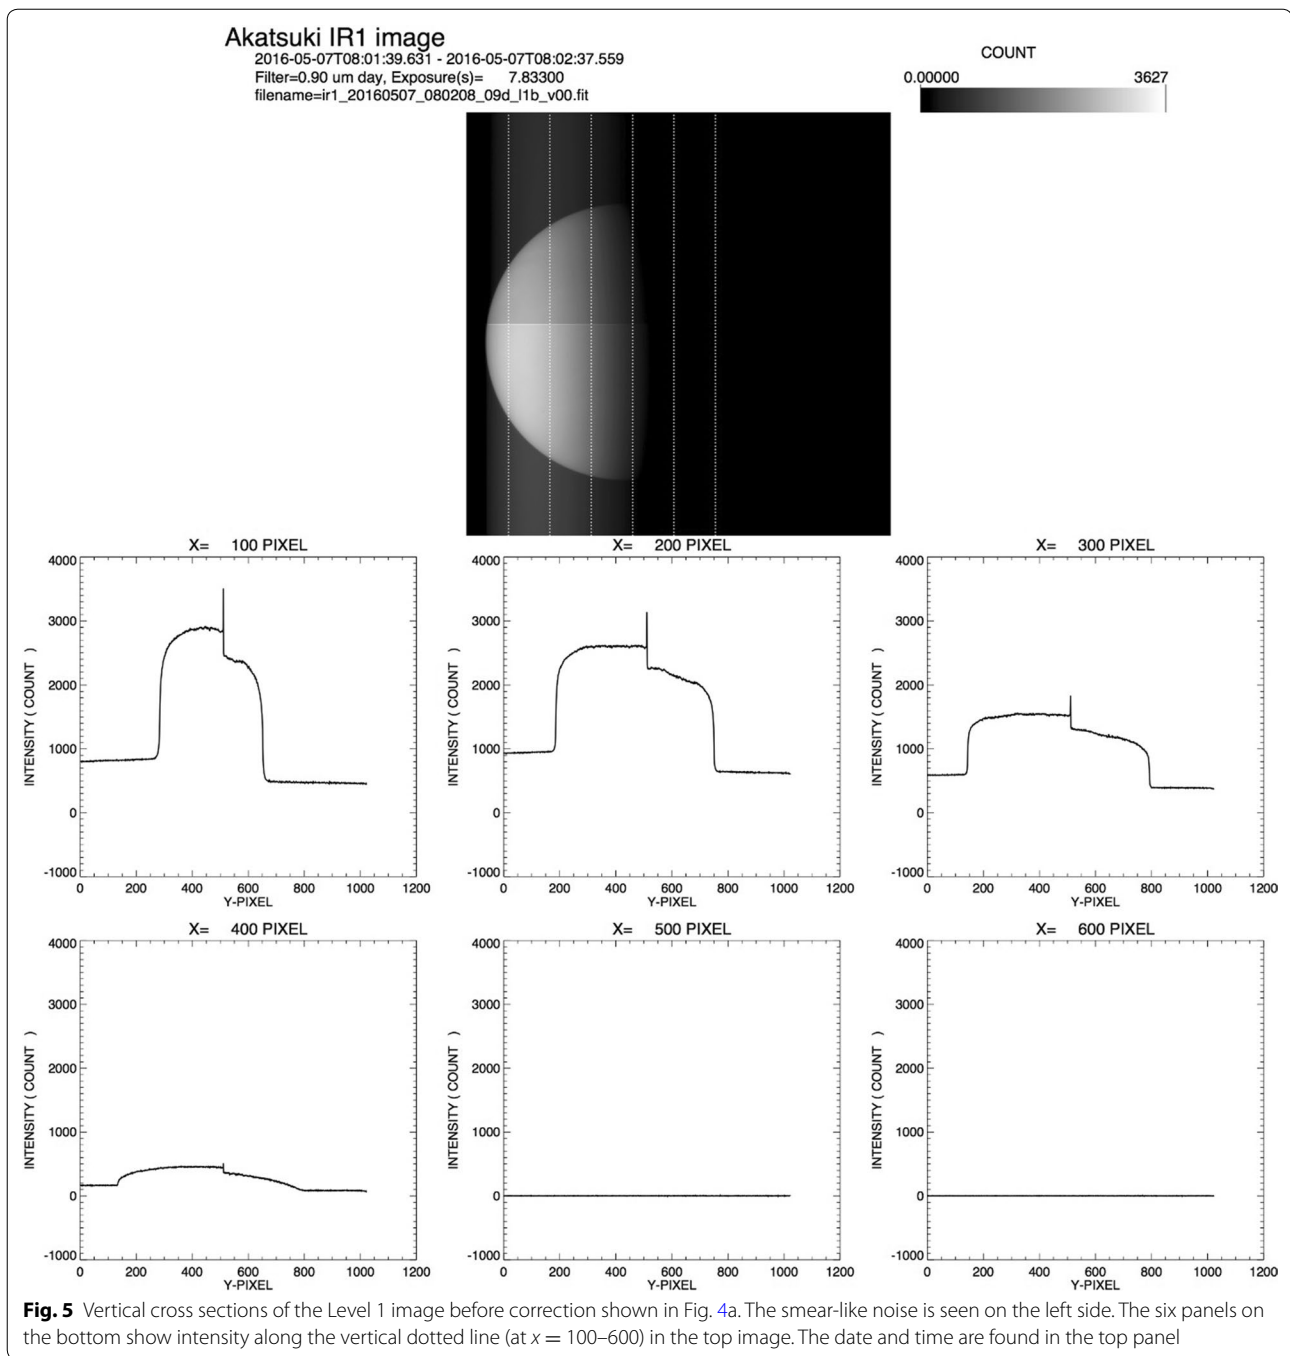 Akatsuki IR1 image
2016-05-07T08:01:39.631 - 2016-05-07T08:02:37.559
Filter=0.90 um day, Exposure(s)= 7.83300
filename=ir1_20160507_080208_09d_l1b_v00.fit
COUNT
0.00000 3627
X= 100 PIXEL
4000
3000
2000
1000
0
-1000
INTENSITY ( COUNT )
0 200 400 600 800 1000 1200
Y-PIXEL
X= 200 PIXEL
4000
3000
2000
1000
0
-1000
INTENSITY ( COUNT )
0 200 400 600 800 1000 1200
Y-PIXEL
X= 300 PIXEL
4000
3000
2000
1000
0
-1000
INTENSITY ( COUNT )
0 200 400 600 800 1000 1200
Y-PIXEL
X= 400 PIXEL
4000
3000
2000
1000
0
-1000
INTENSITY ( COUNT )
0 200 400 600 800 1000 1200
Y-PIXEL
X= 500 PIXEL
4000
3000
2000
1000
0
-1000
INTENSITY ( COUNT )
0 200 400 600 800 1000 1200
Y-PIXEL
X= 600 PIXEL
4000
3000
2000
1000
0
-1000
INTENSITY ( COUNT )
0 200 400 600 800 1000 1200
Y-PIXEL
Fig. 5 Vertical cross sections of the Level 1 image before correction shown in Fig. 4a. The smear-like noise is seen on the left side. The six panels on
the bottom show intensity along the vertical dotted line (at x = 100–600) in the top image. The date and time are found in the top panel